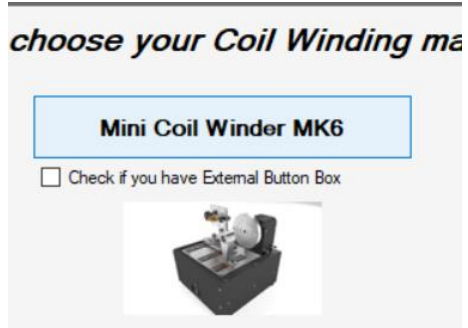 choose your Coil Winding ma
Mini Coil Winder MK6
Check if you have External Button Box